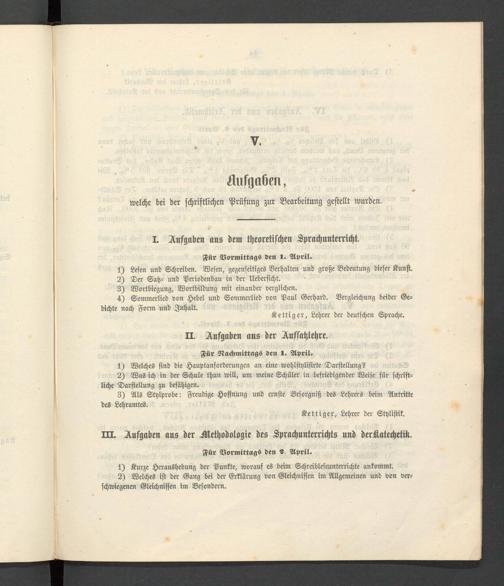 V.
Aufgaben,
welche bei der schriftlichen Prüfung zur Bearbeitung gestellt wurden.
I. Aufgaben aus dem theoretischen Sprachunterricht.
Für Vormittags den 1. April.
1) Lesen und Schreiben. Wesen, gegenseitiges Verhalten und große Bedeutung dieser Kunst.
2) Der Satz- und Periodenbau in der Uebersicht.
3) Wortbiegung, Wortbildung mit einander verglichen.
4) Sommerlied von Hebel und Sommerlied von Paul Gerhard. Vergleichung beider Ge-
dichte nach Form und Inhalt.
Kettiger, Lehrer der deutschen Sprache.
II. Aufgaben aus der Aufsatzlehre.
Für Nachmittags den 1. April.
1) Welches sind die Hauptanforderungen an eine wohlstylisirte Darstellung?
2) Was ich in der Schule thun will, um meine Schüler in befriedigender Weise für schrift-
liche Darstellung zu befähigen.
3) Als Stylprobe: Freudige Hoffnung und ernste Besorgniß des Lehrers beim Antritte
des Lehramtes.
Kettiger, Lehrer der Stylistik.
III. Aufgaben aus der Methodologie des Sprachunterrichts und der Katechetik.
Für Vormittags den 2. April.
1) Kurze Heraushebung der Punkte, worauf es beim Schreibleseunterrichte ankommt.
2) Welches ist der Gang bei der Erklärung von Gleichnissen im Allgemeinen und von ver-
schwiegenen Gleichnissen im Besondern.